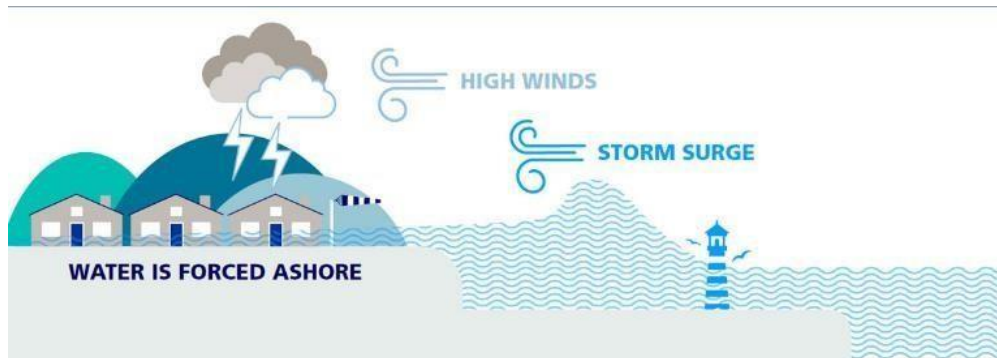 HIGH WINDS
STORM SURGE
WATER IS FORCED ASHORE